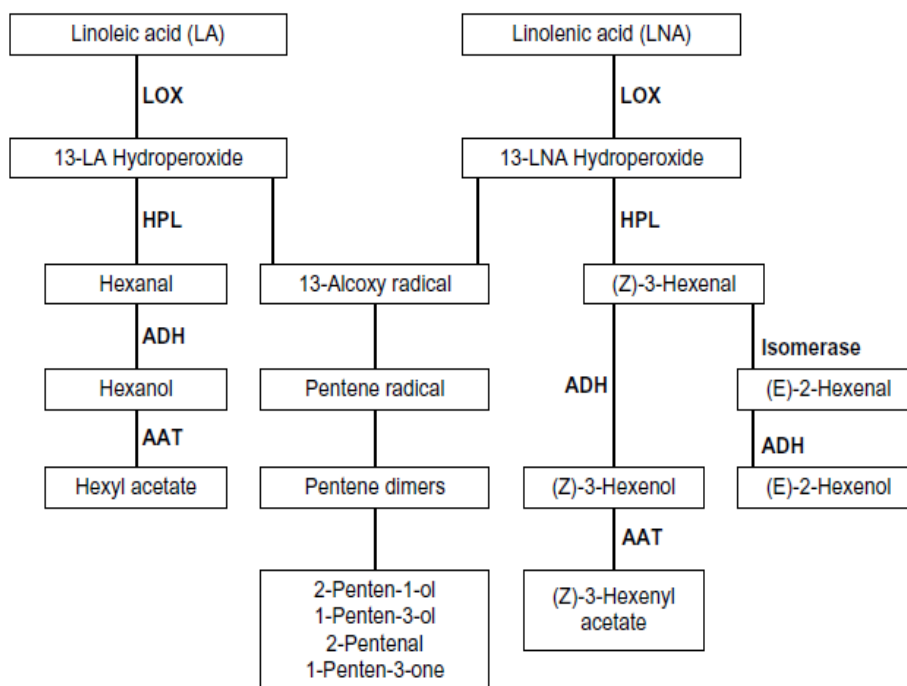 Linoleic acid (LA)
Linolenic acid (LNA)
LOX
LOX
13-LA Hydroperoxide
13-LNA Hydroperoxide
HPL
HPL
Hexanal
13-Alcoxy radical
(Z)-3-Hexenal
ADH
Isomerase
Hexanol
Pentene radical
ADH
(E)-2-Hexenal
AAT
ADH
Hexyl acetate
Pentene dimers
(Z)-3-Hexenol
(E)-2-Hexenol
AAT
2-Penten-1-ol
1-Penten-3-ol
2-Pentenal
1-Penten-3-one
(Z)-3-Hexenyl
acetate